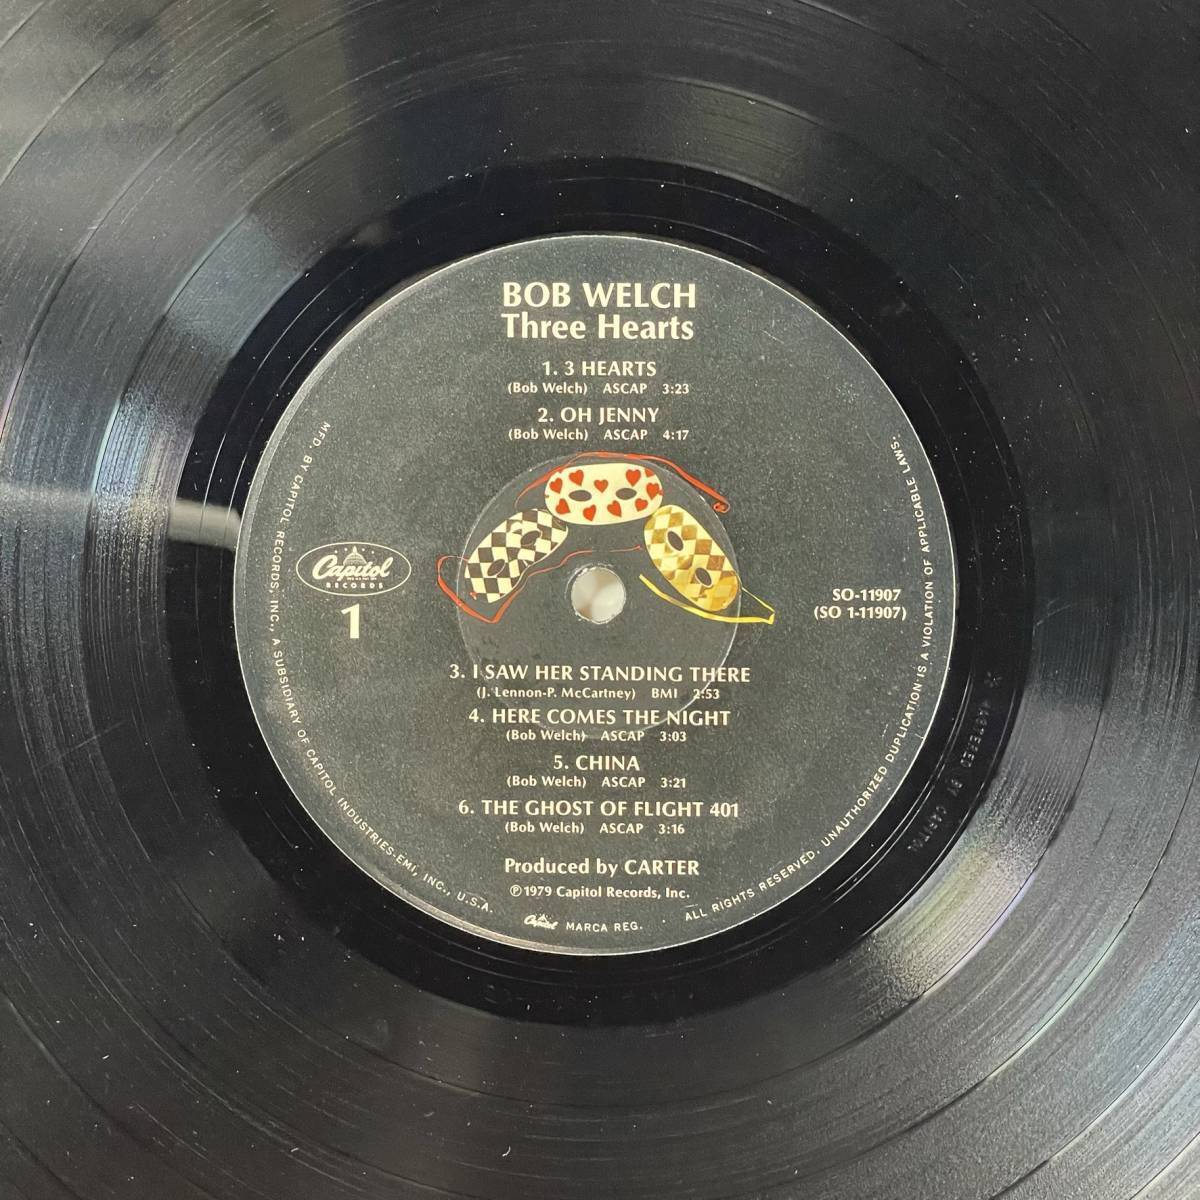 BOB WELCH
Three Hearts
1. 3 HEARTS
(Bob Welch) ASCAP 3:23
2. OH JENNY
(Bob Welch) ASCAP 4:17
Capitol
RECORDS
1
SO-11907
(SO 1-11907)
3. I SAW HER STANDING THERE
(J. Lennon-P. McCartney) BMI 2:53
4. HERE COMES THE NIGHT
(Bob Welch) ASCAP 3:03
5. CHINA
(Bob Welch) ASCAP 3:21
6. THE GHOST OF FLIGHT 401
(Bob Welch) ASCAP 3:16
Produced by CARTER
℗1979 Capitol Records, Inc.
MFD. BY CAPITOL RECORDS, INC., A SUBSIDIARY OF CAPITOL INDUSTRIES-EMI, INC., U.S.A.
Capitol MARCA REG. · ALL RIGHTS RESERVED. UNAUTHORIZED DUPLICATION IS A VIOLATION OF APPLICABLE LAWS.
MASTERED BY CAPITOL